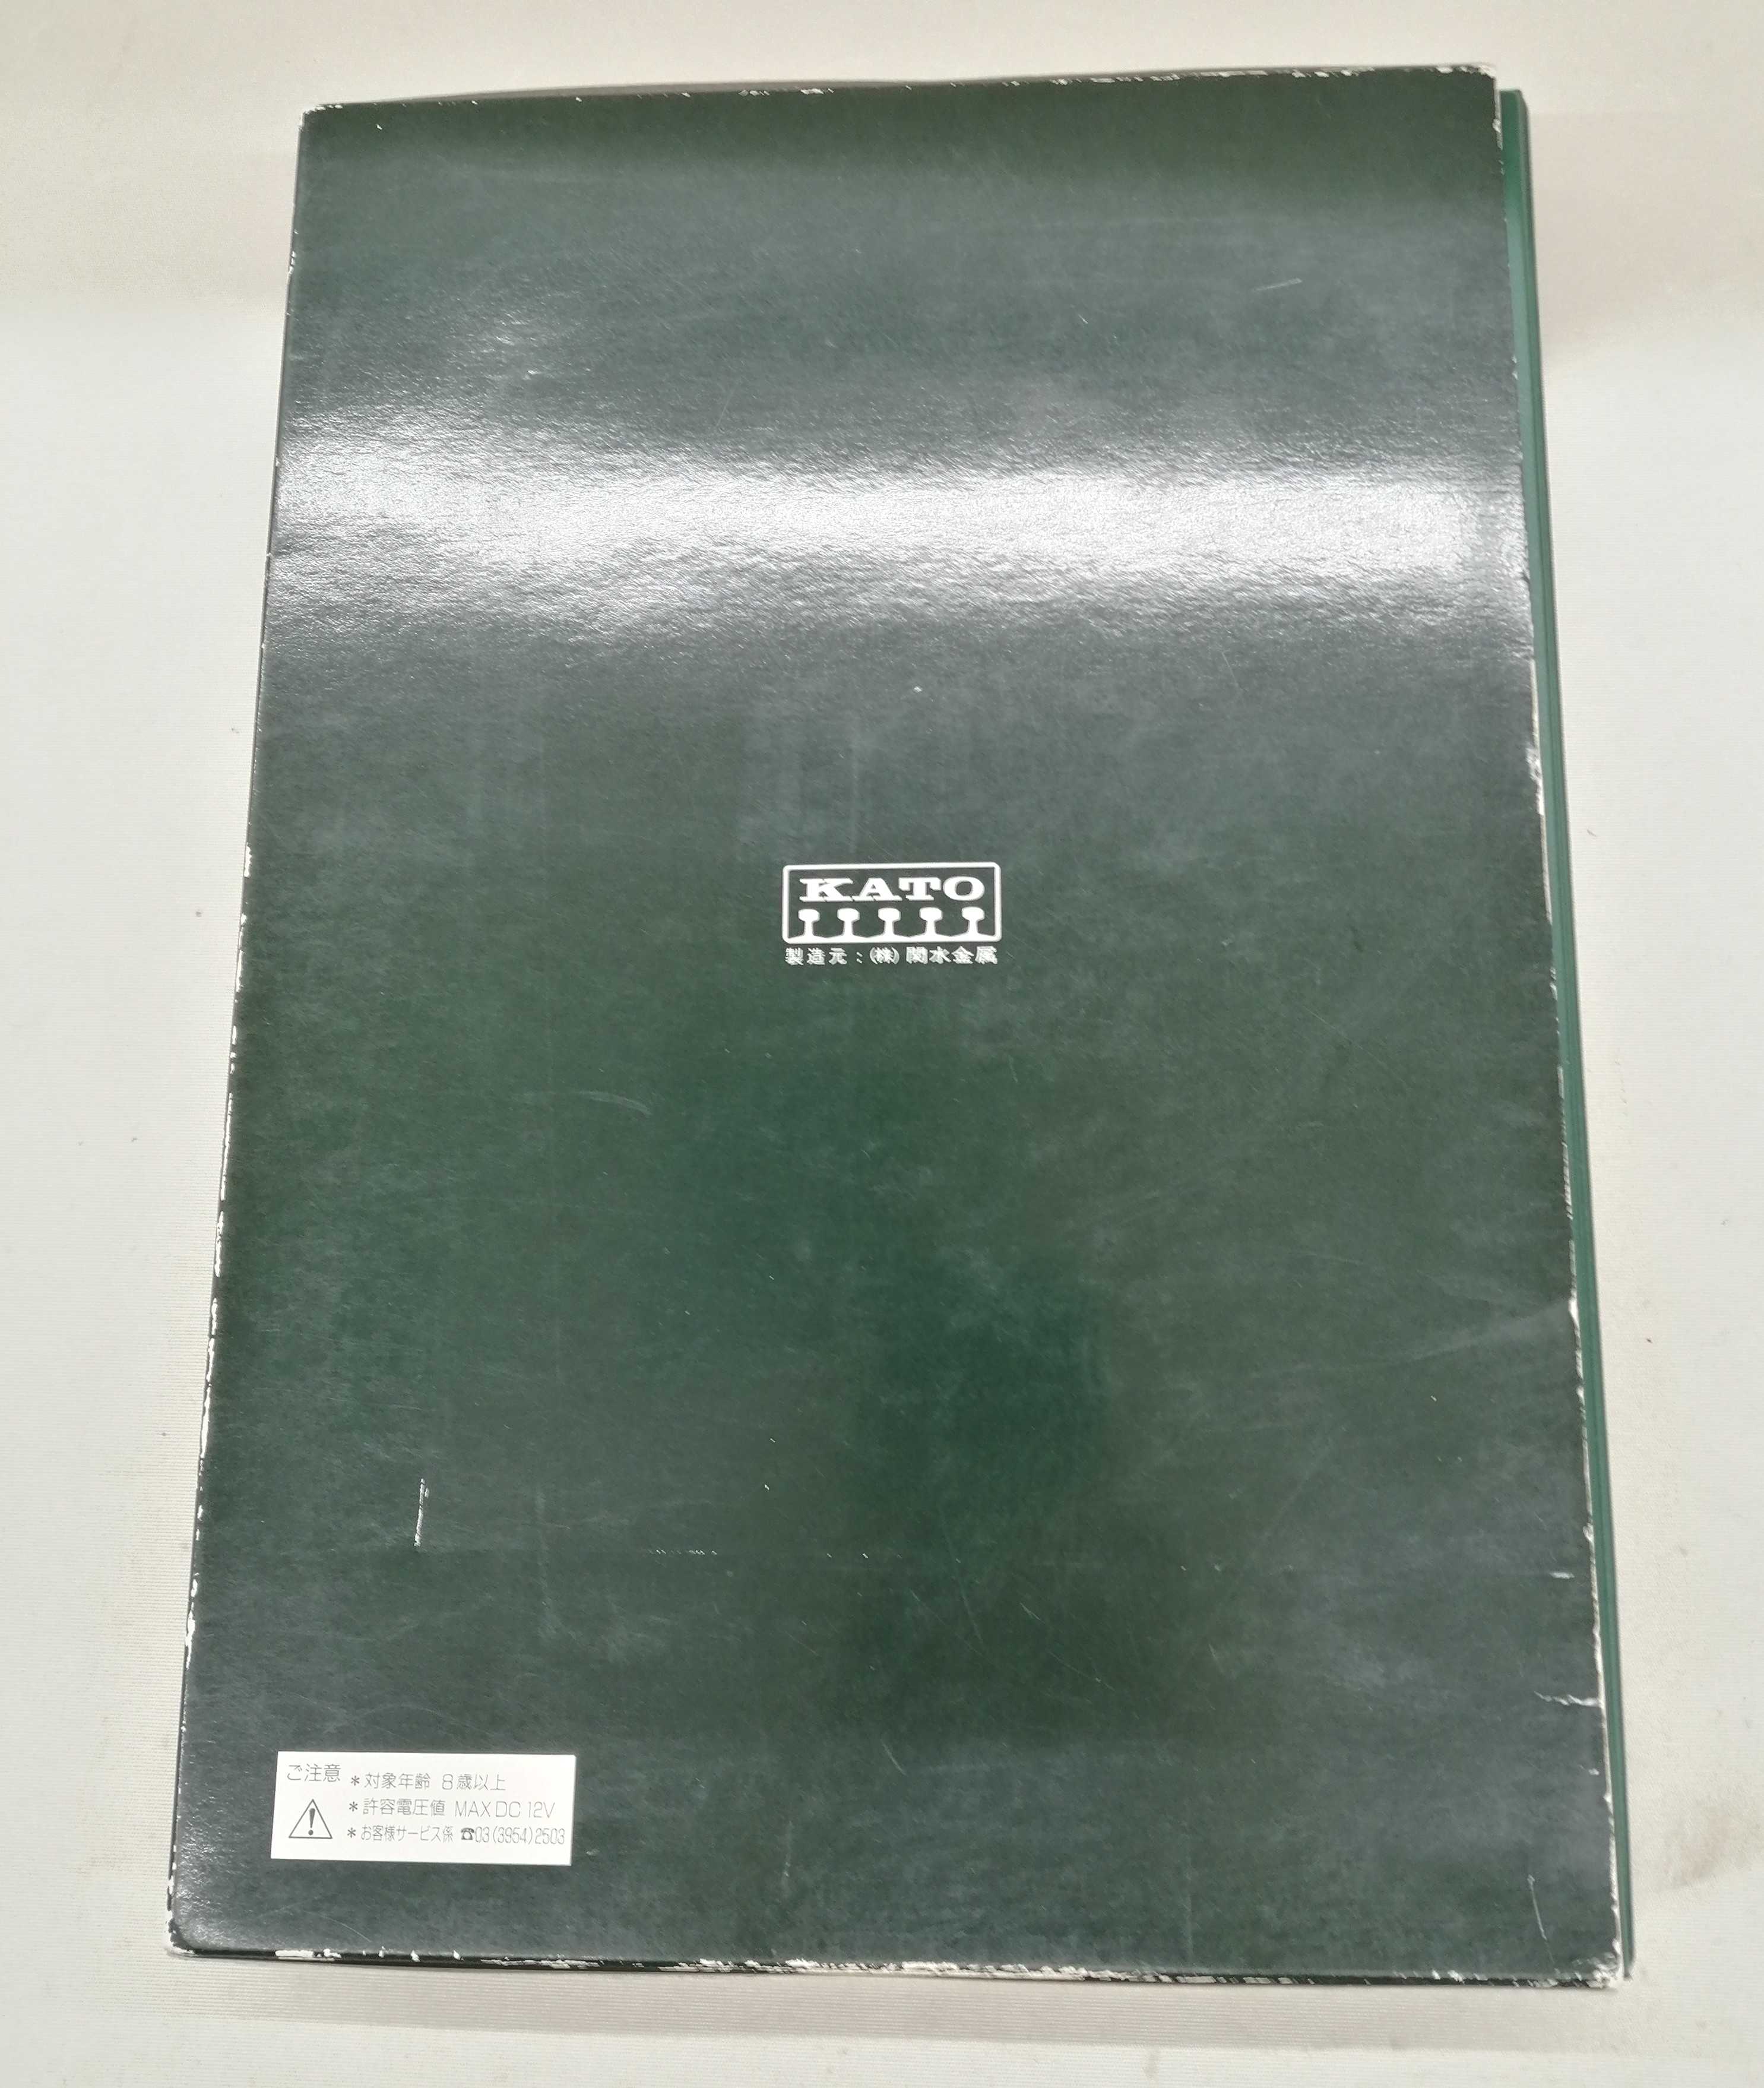 KATO
製造元：(株)関水金属
ご注意
＊対象年齢 8歳以上
＊許容電圧値 MAX DC 12V
＊お客様サービス係 ☎03(3954)2503